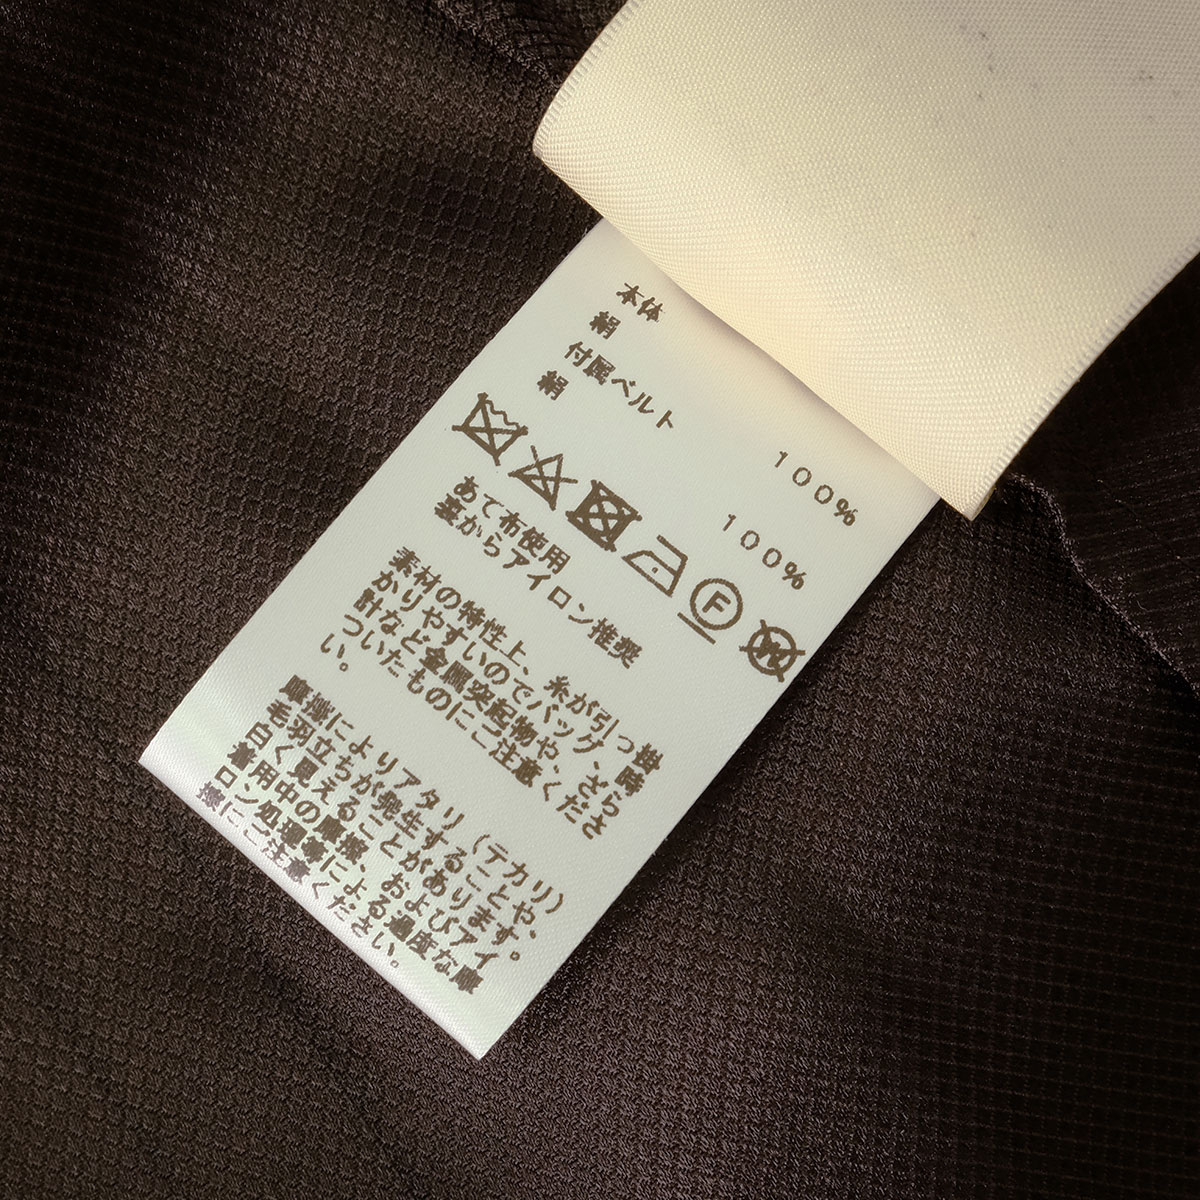 本体
絹 100%
付属ベルト
絹 100%
F
W
あて布使用
裏からアイロン推奨
素材の特性上、糸が引っ掛
かりやすいのでバッグ、時
計など金属突起物や、ざらざら
ついたものにご注意くださ
い。
摩擦によりアタリ(テカリ)
毛羽立ちが発生することや、
白く見えることがあります。
着用中の摩擦、およびアイ
ロン処理等による過度な摩
擦にご注意ください。